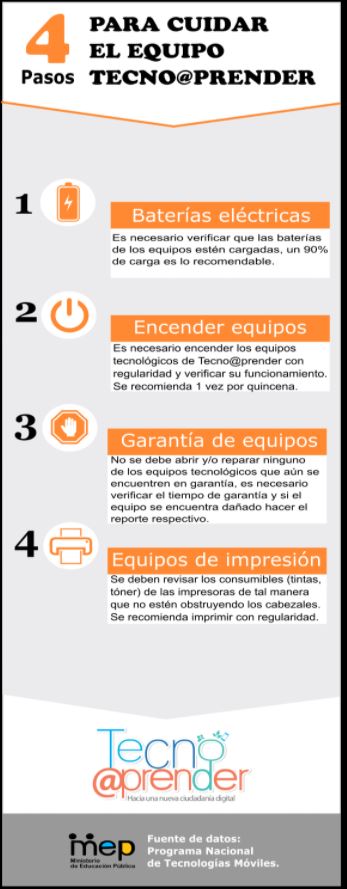 4
Pasos
PARA CUIDAR
EL EQUIPO
TECNO@PRENDER
1
Baterías eléctricas
Es necesario verificar que las baterías
de los equipos estén cargadas, un 90%
de carga es lo recomendable.
2
Encender equipos
Es necesario encender los equipos
tecnológicos de Tecno@prender con
regularidad y verificar su funcionamiento.
Se recomienda 1 vez por quincena.
3
Garantía de equipos
No se debe abrir y/o reparar ninguno
de los equipos tecnológicos que aún se
encuentren en garantía, es necesario
verificar el tiempo de garantía y si el
equipo se encuentra dañado hacer el
reporte respectivo.
4
Equipos de impresión
Se deben revisar los consumibles (tintas,
tóner) de las impresoras de tal manera
que no estén obstruyendo los cabezales.
Se recomienda imprimir con regularidad.
Tecno
@prender
Hacia una nueva ciudadanía digital
mep
Ministerio
de Educación Pública
Fuente de datos:
Programa Nacional
de Tecnologías Móviles.